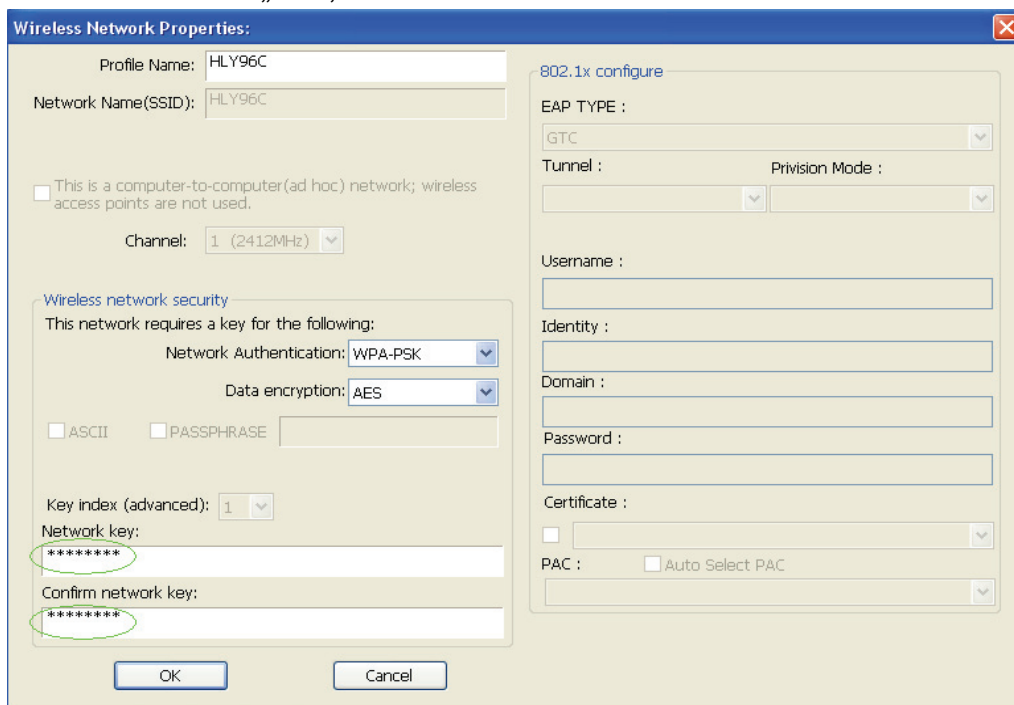 Wireless Network Properties:
Profile Name: HLY96C
Network Name(SSID): HLY96C
This is a computer-to-computer(ad hoc) network; wireless
access points are not used.
Channel: 1 (2412MHz)
Wireless network security
This network requires a key for the following:
Network Authentication: WPA-PSK
Data encryption: AES
ASCII PASSPHRASE
Key index (advanced): 1
Network key:
********
Confirm network key:
********
OK Cancel
802.1x configure
EAP TYPE :
GTC
Tunnel : Privision Mode :
Username :
Identity :
Domain :
Password :
Certificate :
PAC : Auto Select PAC